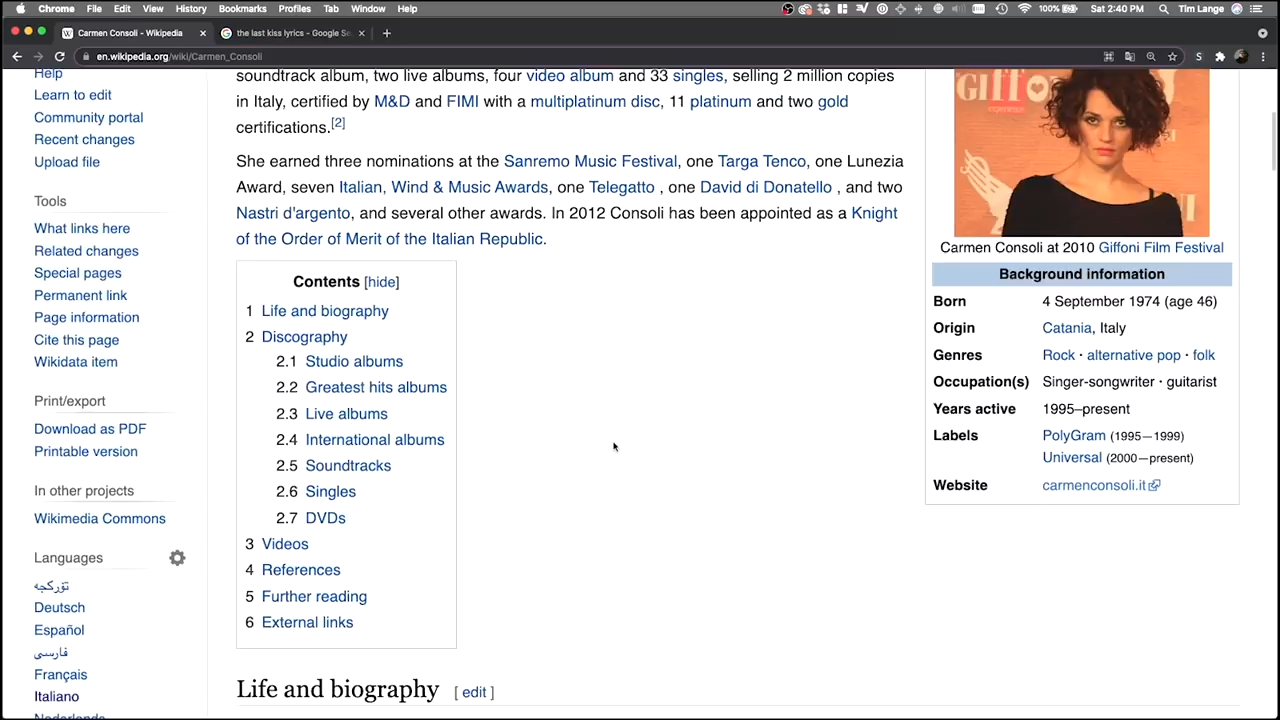 Chrome File Edit View History Bookmarks Profiles Tab Window Help
100% Sat 2:40 PM Tim Lange
Carmen Consoli - Wikipedia
the last kiss lyrics - Google Se
en.wikipedia.org/wiki/Carmen_Consoli
Help
Learn to edit
Community portal
Recent changes
Upload file
Tools
What links here
Related changes
Special pages
Permanent link
Page information
Cite this page
Wikidata item
Print/export
Download as PDF
Printable version
In other projects
Wikimedia Commons
Languages
تۆرکجه
Deutsch
Español
فارسی
Français
Italiano
Nederlands
soundtrack album, two live albums, four video album and 33 singles, selling 2 million copies
in Italy, certified by M&D and FIMI with a multiplatinum disc, 11 platinum and two gold
certifications.[2]
She earned three nominations at the Sanremo Music Festival, one Targa Tenco, one Lunezia
Award, seven Italian, Wind & Music Awards, one Telegatto , one David di Donatello , and two
Nastri d'argento, and several other awards. In 2012 Consoli has been appointed as a Knight
of the Order of Merit of the Italian Republic.
Contents [hide]
1 Life and biography
2 Discography
2.1 Studio albums
2.2 Greatest hits albums
2.3 Live albums
2.4 International albums
2.5 Soundtracks
2.6 Singles
2.7 DVDs
3 Videos
4 References
5 Further reading
6 External links
Life and biography [ edit ]
GIFFO
Carmen Consoli at 2010 Giffoni Film Festival
Background information
Born 4 September 1974 (age 46)
Origin Catania, Italy
Genres Rock · alternative pop · folk
Occupation(s) Singer-songwriter · guitarist
Years active 1995–present
Labels PolyGram (1995—1999)
Universal (2000—present)
Website carmenconsoli.it